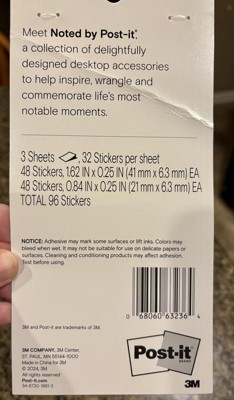 Meet Noted by Post-it®,
a collection of delightfully
designed desktop accessories
to help inspire, wrangle and
commemorate life's most
notable moments.
3 Sheets , 32 Stickers per sheet
48 Stickers, 1.62 IN x 0.25 IN (41 mm x 6.3 mm) EA
48 Stickers, 0.84 IN x 0.25 IN (21 mm x 6.3 mm) EA
TOTAL 96 Stickers
NOTICE: Adhesive may mark some surfaces or lift inks. Colors may
bleed when wet. It may not be suitable for use on delicate papers or
surfaces. Cleaning and conditioning products may affect adhesion.
Test before using.
0 68060 63236 4
3M and Post-it are trademarks of 3M.
3M COMPANY, 3M Center,
ST. PAUL, MN 55144-1000
Made in China for 3M
© 2024, 3M
All rights reserved
Post-it.com
34-8730-1981-3
Post-it
BRAND
3M